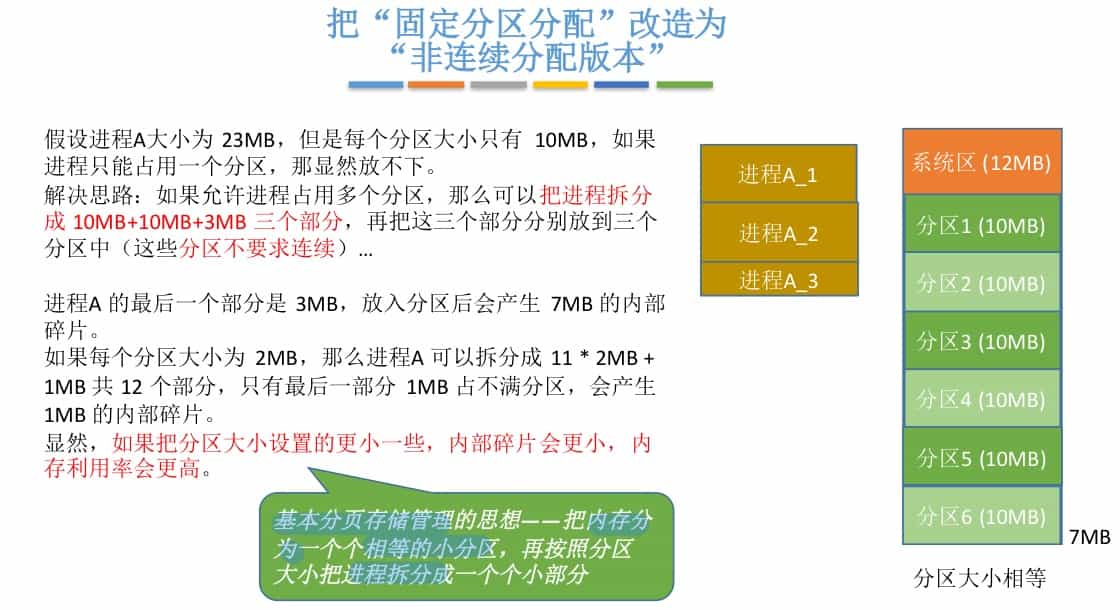 把“固定分区分配”改造为
“非连续分配版本”
假设进程A大小为 23MB，但是每个分区大小只有 10MB，如果
进程只能占用一个分区，那显然放不下。
解决思路：如果允许进程占用多个分区，那么可以把进程拆分
成 10MB+10MB+3MB 三个部分，再把这三个部分分别放到三个
分区中（这些分区不要求连续）...
进程A 的最后一个部分是 3MB，放入分区后会产生 7MB 的内部
碎片。
如果每个分区大小为 2MB，那么进程A 可以拆分成 11 * 2MB +
1MB 共 12 个部分，只有最后一部分 1MB 占不满分区，会产生
1MB 的内部碎片。
显然，如果把分区大小设置的更小一些，内部碎片会更小，内
存利用率会更高。
基本分页存储管理的思想——把内存分
为一个个相等的小分区，再按照分区
大小把进程拆分成一个个小部分
进程A_1
进程A_2
进程A_3
系统区 (12MB)
分区1 (10MB)
分区2 (10MB)
分区3 (10MB)
分区4 (10MB)
分区5 (10MB)
分区6 (10MB)
7MB
分区大小相等